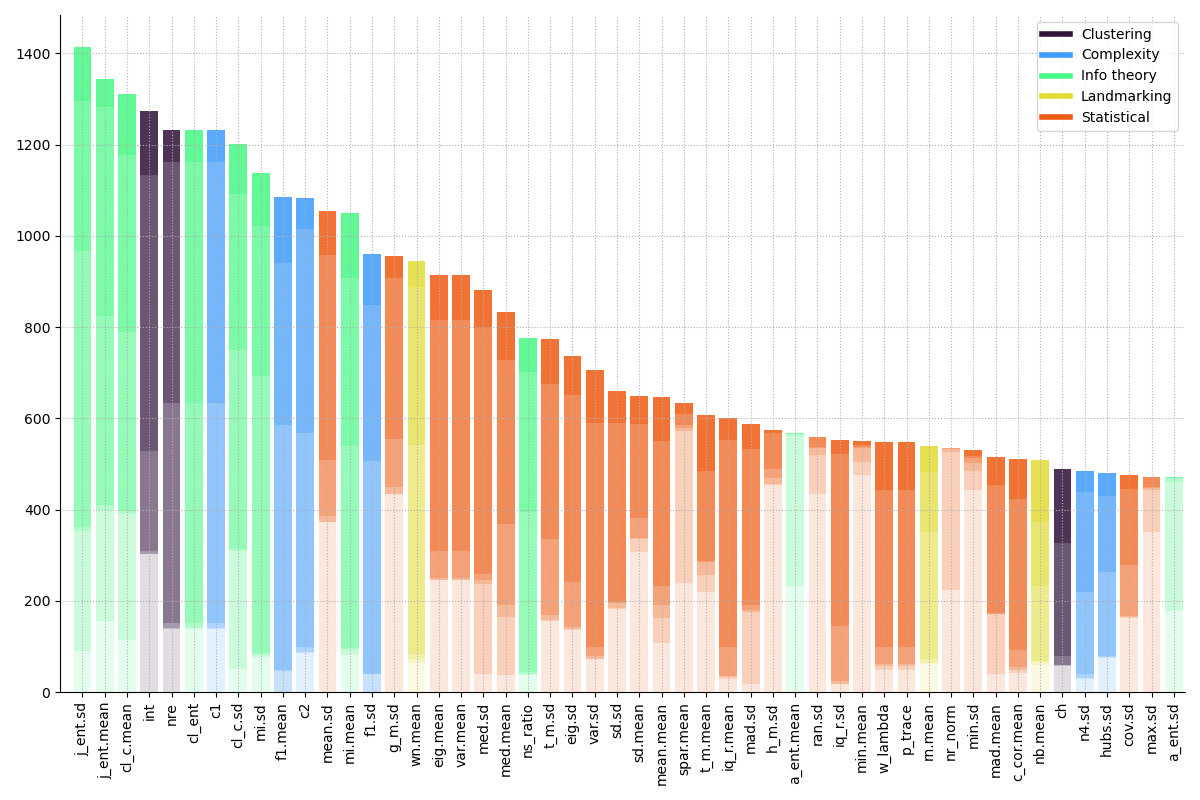 1400
1200
1000
800
600
400
200
0
Clustering
Complexity
Info theory
Landmarking
Statistical
j_ent.sd
j_ent.mean
cl_c.mean
int
nre
cl_ent
c1
cl_c.sd
mi.sd
f1.mean
c2
mean.sd
mi.mean
f1.sd
g_m.sd
wn.mean
eig.mean
var.mean
med.sd
med.mean
ns_ratio
t_m.sd
eig.sd
var.sd
sd.sd
sd.mean
mean.mean
spar.mean
t_m.mean
iq_r.mean
mad.sd
h_m.sd
a_ent.mean
ran.sd
iq_r.sd
min.mean
w_lambda
p_trace
m.mean
nr_norm
min.sd
mad.mean
c_cor.mean
nb.mean
ch
n4.sd
hubs.sd
cov.sd
max.sd
a_ent.sd